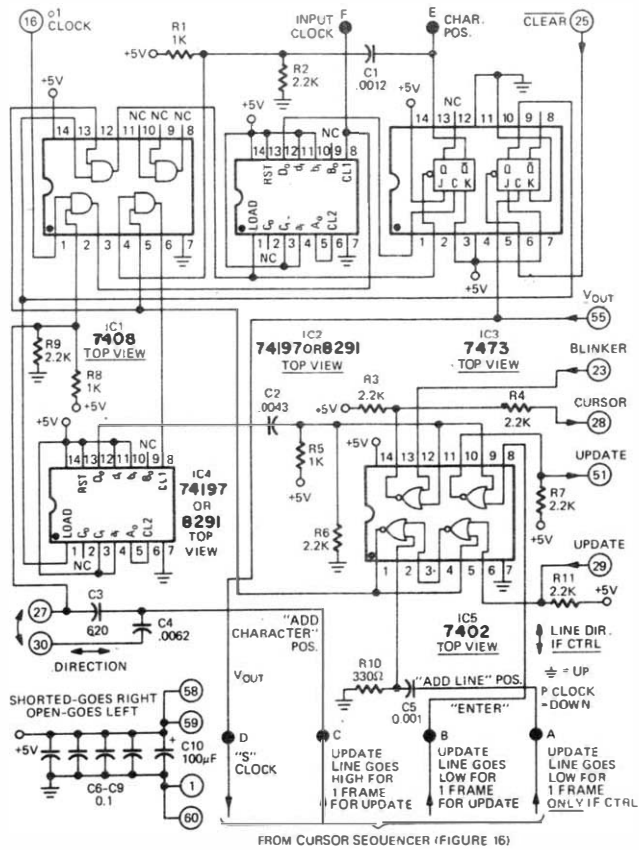 16
o1
CLOCK
R1
1K
INPUT
CLOCK
F
E
CHAR.
POS.
CLEAR
25
+5V
R2
2.2K
C1
.0012
+5V
NC NC NC
14 13 12 11 10 9 8
+5V
NC
14 13 12 11 10 9 8
RST
CL1
LOAD
CL2
1 2 3 4 5 6 7
NC
+5V
NC
14 13 12 11 10 9 8
Q Q
J C K
Q Q
J C K
1 2 3 4 5 6 7
+5V
1 2 3 4 5 6 7
R9
2.2K
IC1
7408
TOP VIEW
IC2
74197 OR 8291
TOP VIEW
IC3
7473
TOP VIEW
VOUT
55
BLINKER
23
R8
1K
+5V
C2
.0043
R3
2.2K
+5V
R4
2.2K
CURSOR
28
+5V
NC
14 13 12 11 10 9 8
RST
CL1
LOAD
CL2
1 2 3 4 5 6 7
NC
IC4
74197
OR
8291
TOP
VIEW
R5
1K
+5V
R6
2.2K
+5V
14 13 12 11 10 9 8
1 2 3 4 5 6 7
UPDATE
51
R7
2.2K
+5V
UPDATE
29
R11
2.2K
+5V
27
30
C3
620
C4
.0062
DIRECTION
"ADD
CHARACTER"
POS.
IC5
7402
TOP VIEW
LINE DIR.
IF CTRL
= UP
P CLOCK
=DOWN
R10
330Ω
"ADD LINE" POS.
C5
0.001
"ENTER"
VOUT
SHORTED-GOES RIGHT
OPEN-GOES LEFT
58
59
+5V
+
C10
100µF
C6-C9
0.1
1
60
D
"S"
CLOCK
C
UPDATE
LINE GOES
HIGH FOR
1 FRAME
FOR UPDATE
B
UPDATE
LINE GOES
LOW FOR
1 FRAME
FOR UPDATE
A
UPDATE
LINE GOES
LOW FOR
1 FRAME
ONLY IF CTRL
FROM CURSOR SEQUENCER (FIGURE 16)